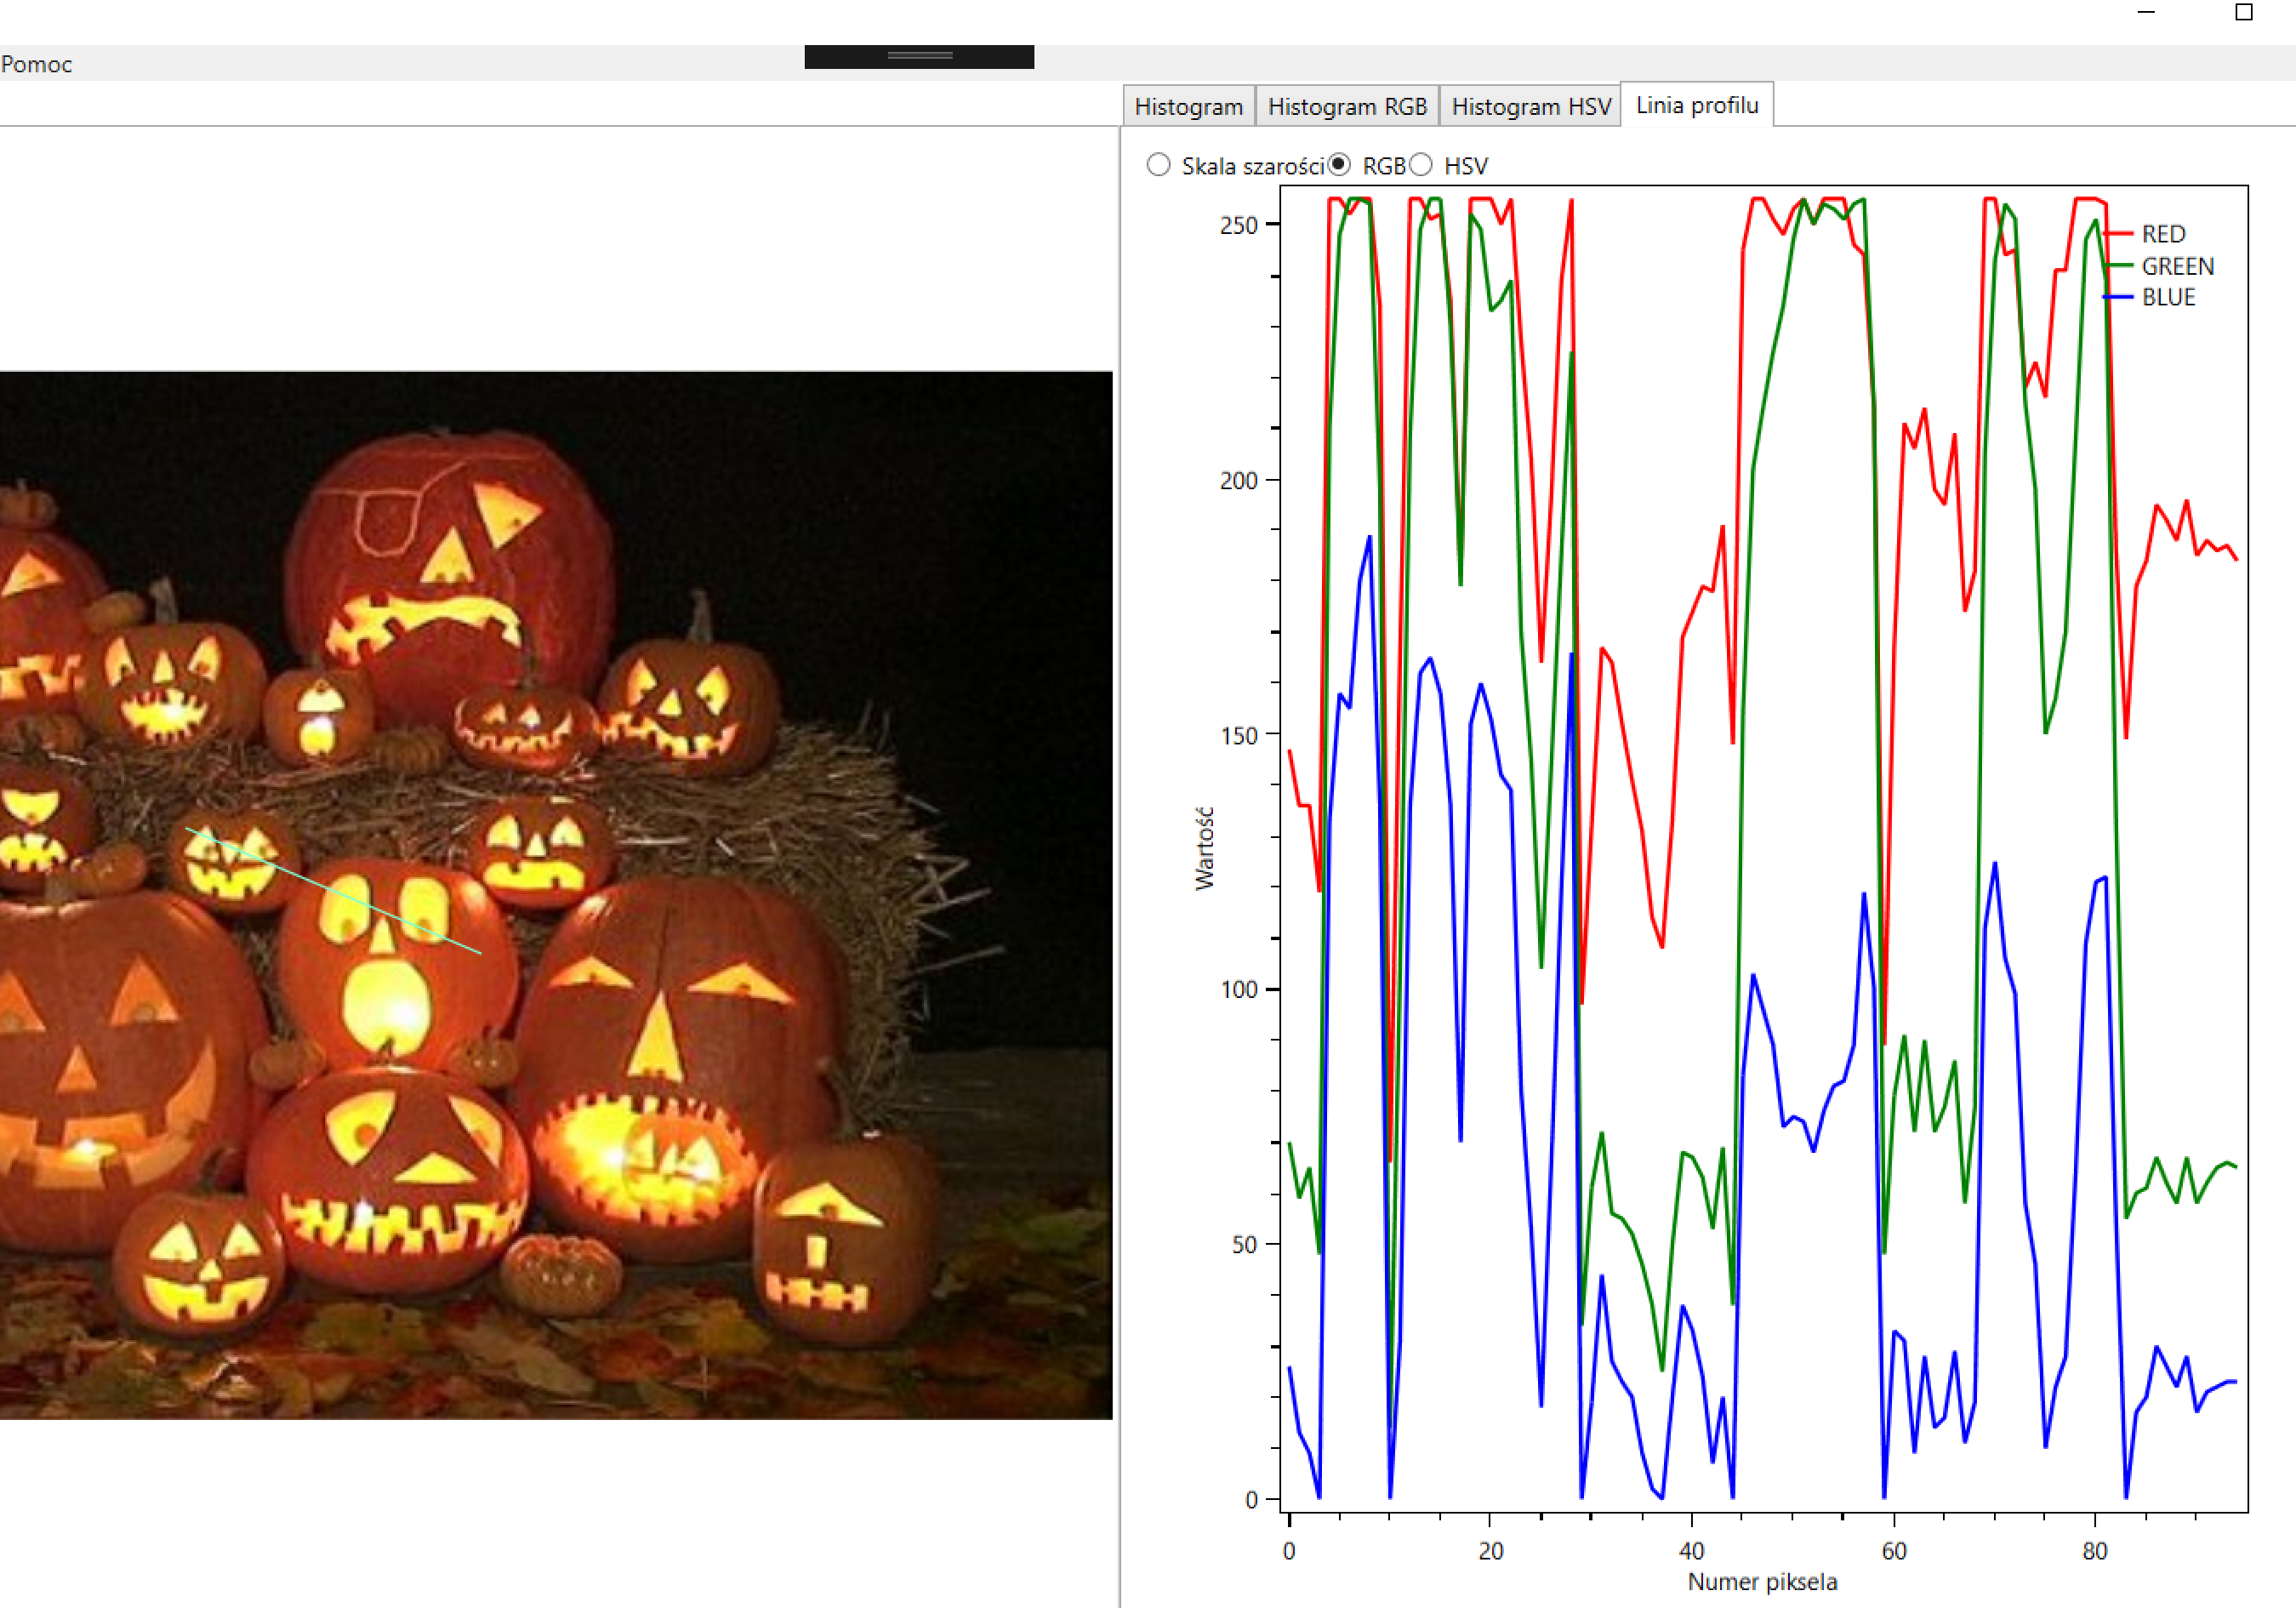 Pomoc
Histogram Histogram RGB Histogram HSV Linia profilu
Skala szarości RGB HSV
250
200
150
100
50
0
Wartość
RED
GREEN
BLUE
0 20 40 60 80
Numer piksela